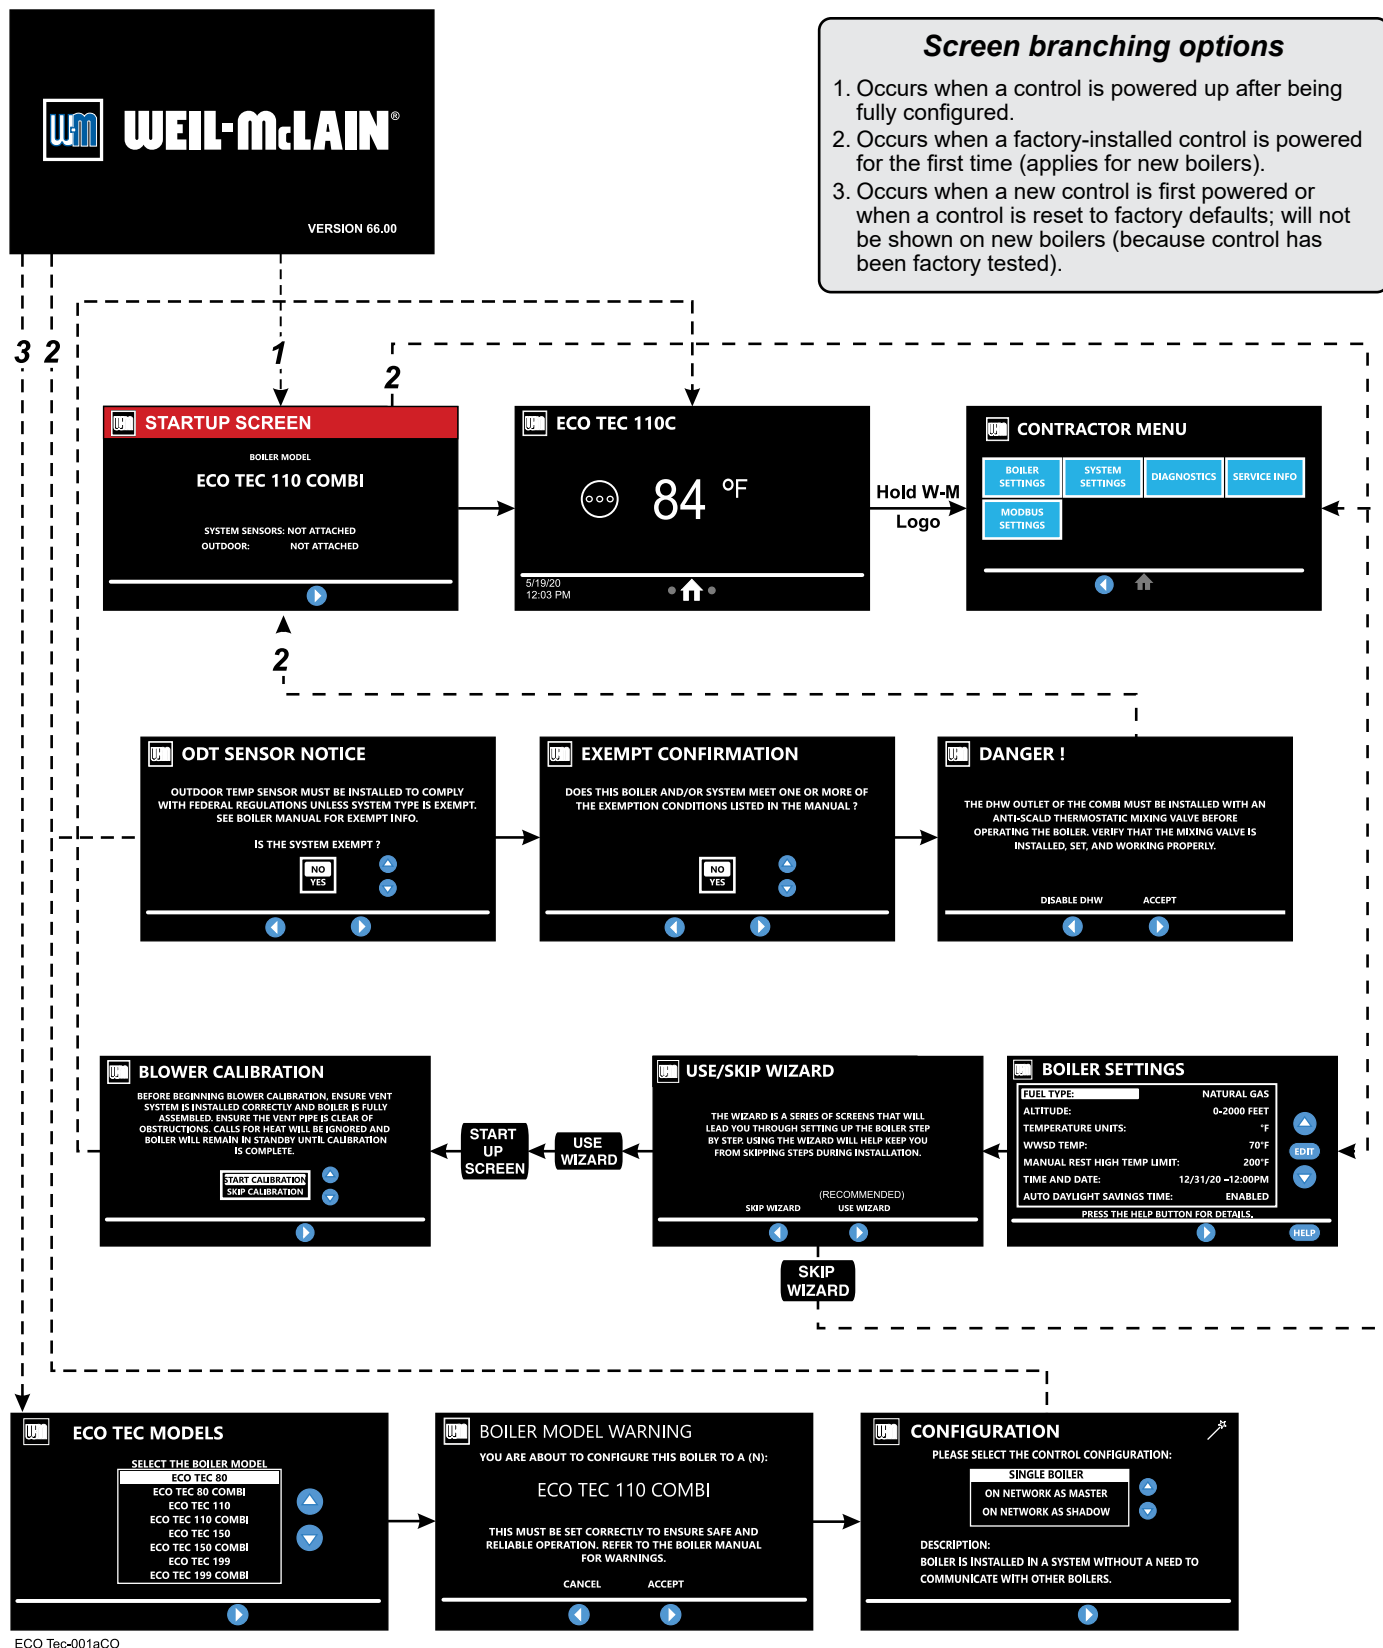 W-M WEIL-McLAIN®
VERSION 66.00
Screen branching options
1. Occurs when a control is powered up after being
fully configured.
2. Occurs when a factory-installed control is powered
for the first time (applies for new boilers).
3. Occurs when a new control is first powered or
when a control is reset to factory defaults; will not
be shown on new boilers (because control has
been factory tested).
3 2
1
2
W-M STARTUP SCREEN
BOILER MODEL
ECO TEC 110 COMBI
SYSTEM SENSORS: NOT ATTACHED
OUTDOOR: NOT ATTACHED
W-M ECO TEC 110C
84 °F
5/19/20
12:03 PM
Hold W-M
Logo
W-M CONTRACTOR MENU
BOILER
SETTINGS
SYSTEM
SETTINGS
DIAGNOSTICS
SERVICE INFO
MODBUS
SETTINGS
2
W-M ODT SENSOR NOTICE
OUTDOOR TEMP SENSOR MUST BE INSTALLED TO COMPLY
WITH FEDERAL REGULATIONS UNLESS SYSTEM TYPE IS EXEMPT.
SEE BOILER MANUAL FOR EXEMPT INFO.
IS THE SYSTEM EXEMPT ?
NO
YES
W-M EXEMPT CONFIRMATION
DOES THIS BOILER AND/OR SYSTEM MEET ONE OR MORE OF
THE EXEMPTION CONDITIONS LISTED IN THE MANUAL ?
NO
YES
W-M DANGER !
THE DHW OUTLET OF THE COMBI MUST BE INSTALLED WITH AN
ANTI-SCALD THERMOSTATIC MIXING VALVE BEFORE
OPERATING THE BOILER. VERIFY THAT THE MIXING VALVE IS
INSTALLED, SET, AND WORKING PROPERLY.
DISABLE DHW ACCEPT
W-M BLOWER CALIBRATION
BEFORE BEGINNING BLOWER CALIBRATION, ENSURE VENT
SYSTEM IS INSTALLED CORRECTLY AND BOILER IS FULLY
ASSEMBLED. ENSURE THE VENT PIPE IS CLEAR OF
OBSTRUCTIONS. CALLS FOR HEAT WILL BE IGNORED AND
BOILER WILL REMAIN IN STANDBY UNTIL CALIBRATION
IS COMPLETE.
START CALIBRATION
SKIP CALIBRATION
START
UP
SCREEN
USE
WIZARD
W-M USE/SKIP WIZARD
THE WIZARD IS A SERIES OF SCREENS THAT WILL
LEAD YOU THROUGH SETTING UP THE BOILER STEP
BY STEP. USING THE WIZARD WILL HELP KEEP YOU
FROM SKIPPING STEPS DURING INSTALLATION.
(RECOMMENDED)
SKIP WIZARD USE WIZARD
SKIP
WIZARD
W-M BOILER SETTINGS
FUEL TYPE: NATURAL GAS
ALTITUDE: 0-2000 FEET
TEMPERATURE UNITS: °F
WWSD TEMP: 70°F
MANUAL REST HIGH TEMP LIMIT: 200°F
TIME AND DATE: 12/31/20 –12:00PM
AUTO DAYLIGHT SAVINGS TIME: ENABLED
PRESS THE HELP BUTTON FOR DETAILS.
EDIT
HELP
W-M ECO TEC MODELS
SELECT THE BOILER MODEL
ECO TEC 80
ECO TEC 80 COMBI
ECO TEC 110
ECO TEC 110 COMBI
ECO TEC 150
ECO TEC 150 COMBI
ECO TEC 199
ECO TEC 199 COMBI
W-M BOILER MODEL WARNING
YOU ARE ABOUT TO CONFIGURE THIS BOILER TO A (N):
ECO TEC 110 COMBI
THIS MUST BE SET CORRECTLY TO ENSURE SAFE AND
RELIABLE OPERATION. REFER TO THE BOILER MANUAL
FOR WARNINGS.
CANCEL ACCEPT
W-M CONFIGURATION
PLEASE SELECT THE CONTROL CONFIGURATION:
SINGLE BOILER
ON NETWORK AS MASTER
ON NETWORK AS SHADOW
DESCRIPTION:
BOILER IS INSTALLED IN A SYSTEM WITHOUT A NEED TO
COMMUNICATE WITH OTHER BOILERS.
ECO Tec-001aCO